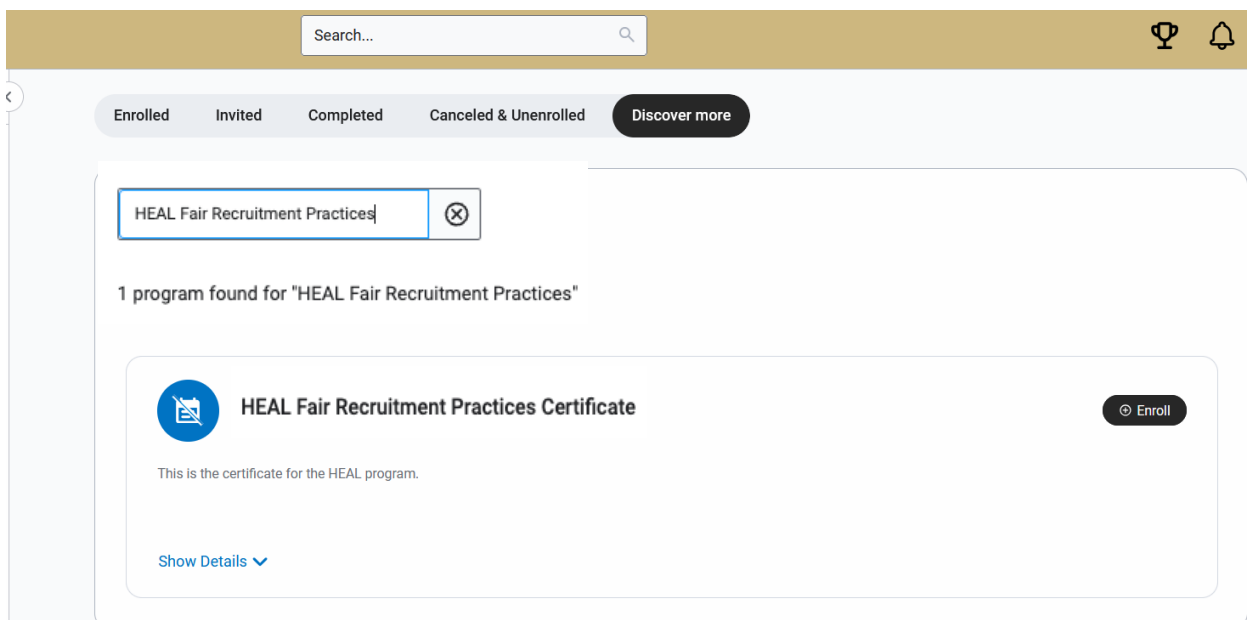 Search...
Enrolled Invited Completed Canceled & Unenrolled Discover more
HEAL Fair Recruitment Practices
1 program found for "HEAL Fair Recruitment Practices"
HEAL Fair Recruitment Practices Certificate
Enroll
This is the certificate for the HEAL program.
Show Details